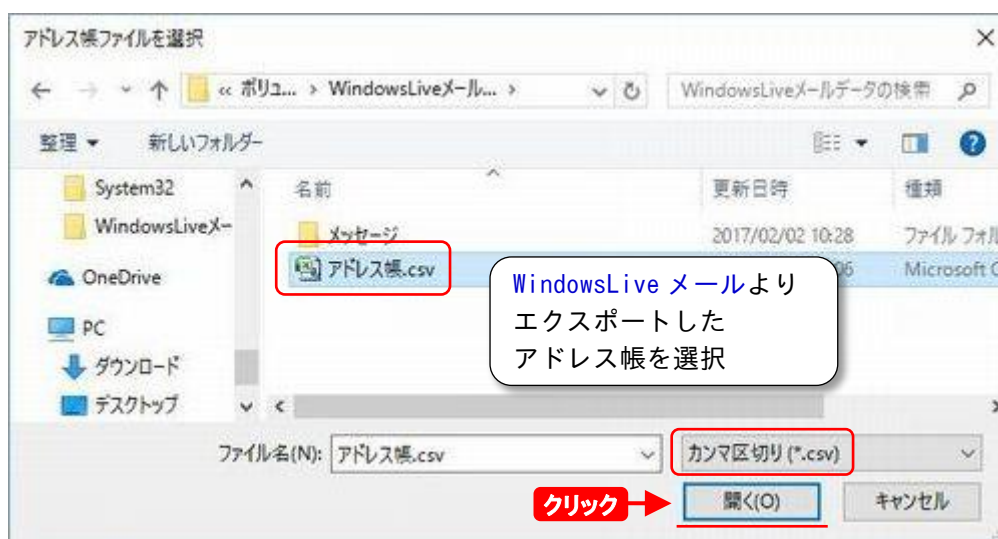 アドレス帳ファイルを選択
« ボリュ... › WindowsLiveメール... ›
WindowsLiveメールデータの検索
整理 新しいフォルダー
System32
WindowsLiveメー
OneDrive
PC
ダウンロード
デスクトップ
名前 更新日時 種類
メッセージ 2017/02/02 10:28 ファイル フォル
アドレス帳.csv Microsoft C
WindowsLive メールより
エクスポートした
アドレス帳を選択
ファイル名(N): アドレス帳.csv カンマ区切り (*.csv)
クリック 開く(O) キャンセル